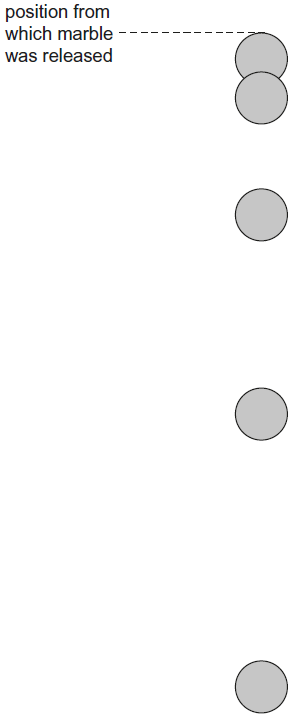 position from
which marble
was released